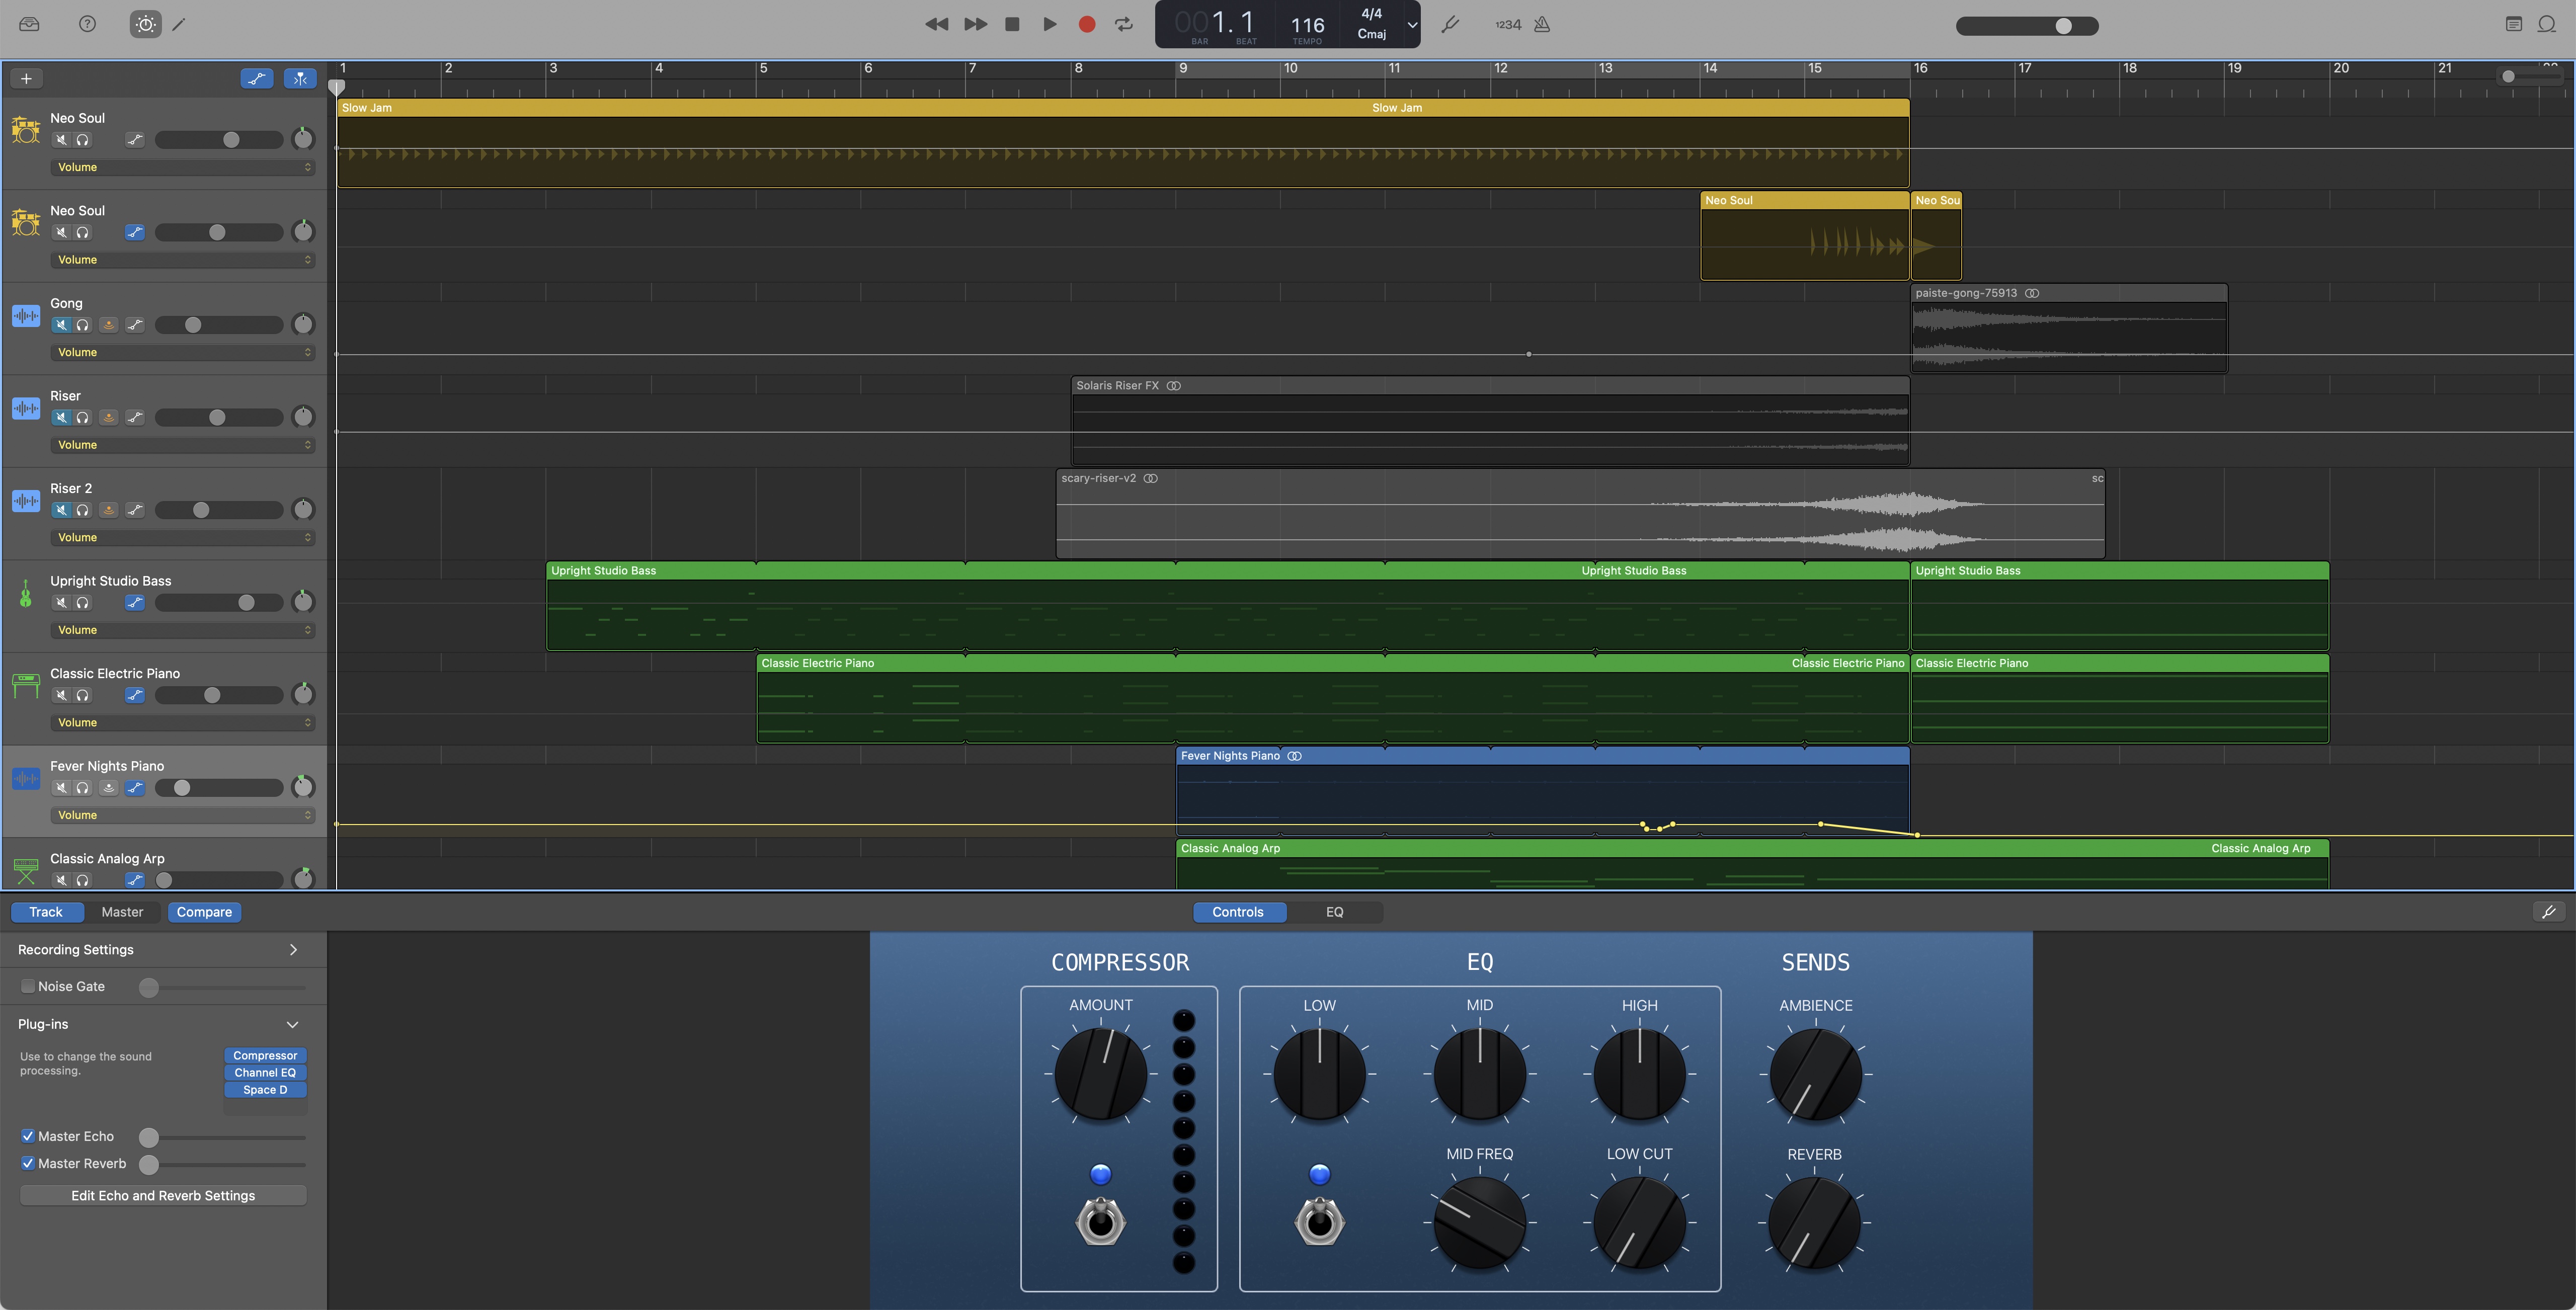 001.1 116 4/4
Cmaj
BAR BEAT TEMPO
1234
1 2 3 4 5 6 7 8 9 10 11 12 13 14 15 16 17 18 19 20 21
Neo Soul
Volume
Slow Jam Slow Jam
Neo Soul
Volume
Neo Soul Neo Sou
Gong
Volume
paiste-gong-75913
Riser
Volume
Solaris Riser FX
Riser 2
Volume
scary-riser-v2 sc
Upright Studio Bass
Volume
Upright Studio Bass Upright Studio Bass Upright Studio Bass
Classic Electric Piano
Volume
Classic Electric Piano Classic Electric Piano Classic Electric Piano
Fever Nights Piano
Volume
Fever Nights Piano
Classic Analog Arp
Classic Analog Arp Classic Analog Arp
Track Master Compare Controls EQ
Recording Settings
Noise Gate
Plug-ins
Use to change the sound
processing.
Compressor
Channel EQ
Space D
Master Echo
Master Reverb
Edit Echo and Reverb Settings
COMPRESSOR EQ SENDS
AMOUNT LOW MID HIGH AMBIENCE
MID FREQ LOW CUT REVERB